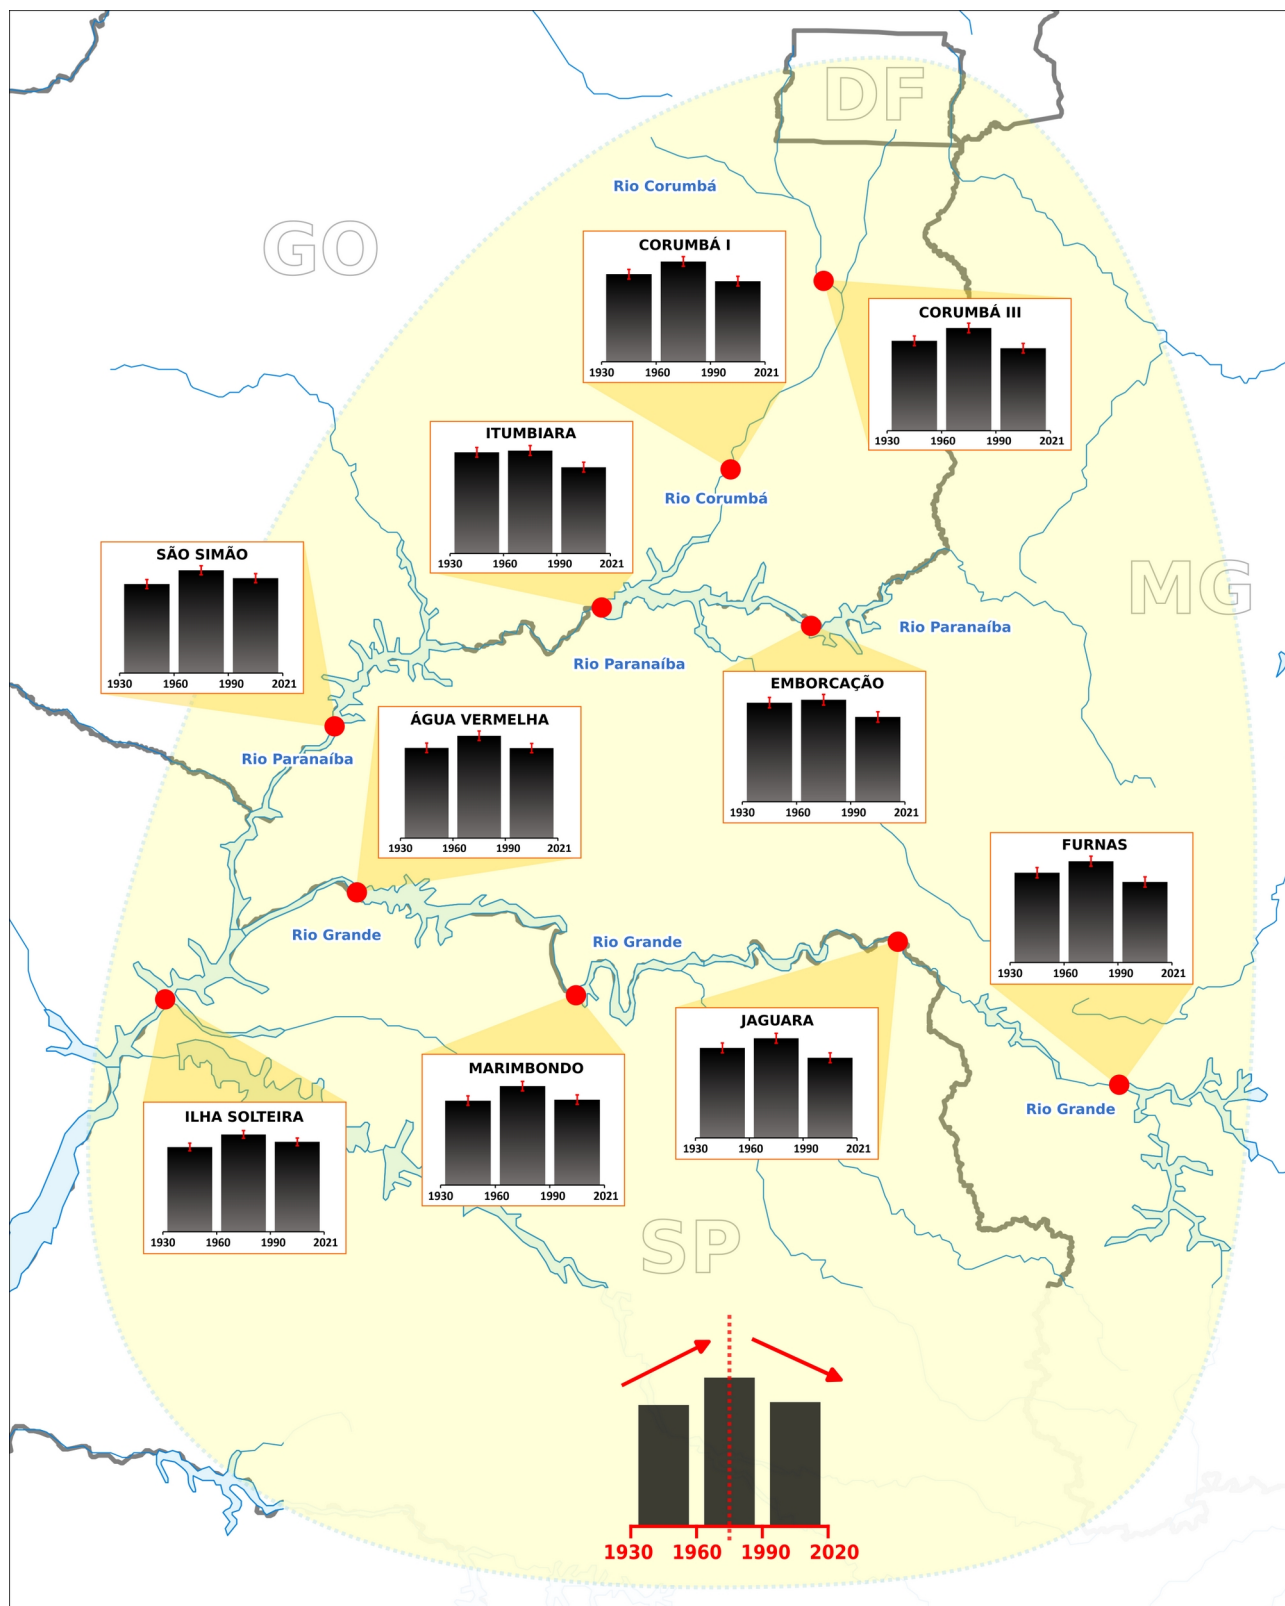 DF
Rio Corumbá
GO
CORUMBÁ I
1930 1960 1990 2021
CORUMBÁ III
1930 1960 1990 2021
ITUMBIARA
1930 1960 1990 2021
Rio Corumbá
SÃO SIMÃO
1930 1960 1990 2021
MG
Rio Paranaíba
Rio Paranaíba
EMBORCAÇÃO
1930 1960 1990 2021
ÁGUA VERMELHA
1930 1960 1990 2021
Rio Paranaíba
FURNAS
1930 1960 1990 2021
Rio Grande
Rio Grande
JAGUARA
1930 1960 1990 2021
MARIMBONDO
1930 1960 1990 2021
Rio Grande
ILHA SOLTEIRA
1930 1960 1990 2021
SP
1930 1960 1990 2020